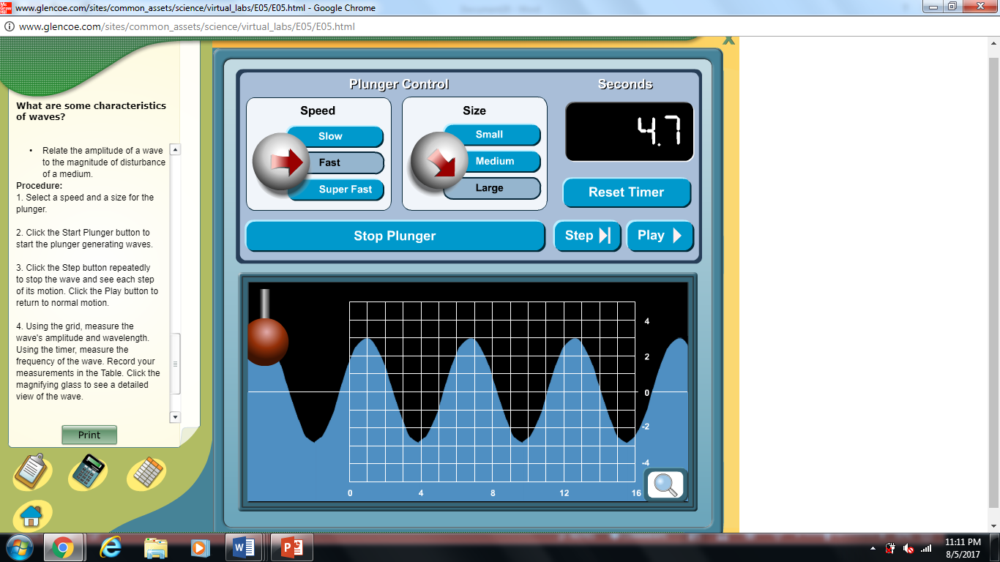 Mc
Graw
Hill
www.glencoe.com/sites/common_assets/science/virtual_labs/E05/E05.html - Google Chrome
www.glencoe.com/sites/common_assets/science/virtual_labs/E05/E05.html
X
What are some characteristics
of waves?
• Relate the amplitude of a wave
to the magnitude of disturbance
of a medium.
Procedure:
1. Select a speed and a size for the
plunger.
2. Click the Start Plunger button to
start the plunger generating waves.
3. Click the Step button repeatedly
to stop the wave and see each step
of its motion. Click the Play button to
return to normal motion.
4. Using the grid, measure the
wave's amplitude and wavelength.
Using the timer, measure the
frequency of the wave. Record your
measurements in the Table. Click the
magnifying glass to see a detailed
view of the wave.
Print
Plunger Control
Speed
Slow
Fast
Super Fast
Size
Small
Medium
Large
Seconds
4.7
Reset Timer
Stop Plunger
Step
Play
4
2
0
-2
-4
0 4 8 12 16
11:11 PM
8/5/2017